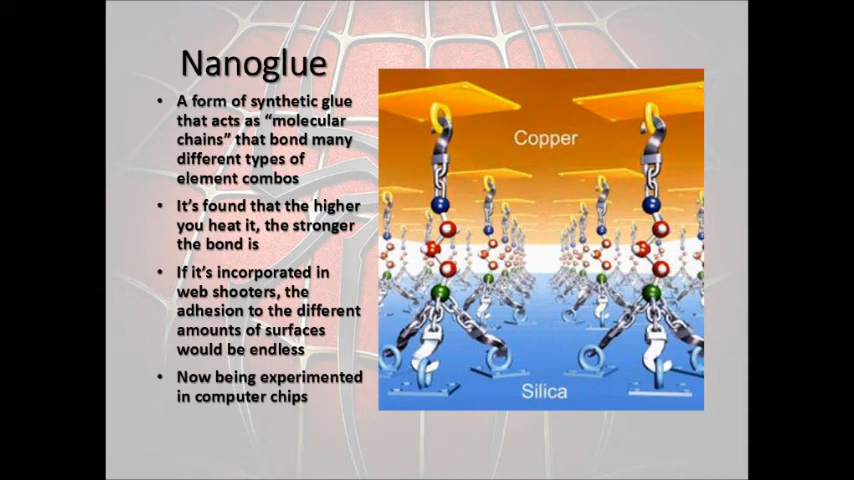 Nanoglue
• A form of synthetic glue
that acts as “molecular
chains” that bond many
different types of
element combos
• It’s found that the higher
you heat it, the stronger
the bond is
• If it’s incorporated in
web shooters, the
adhesion to the different
amounts of surfaces
would be endless
• Now being experimented
in computer chips
Copper
Silica